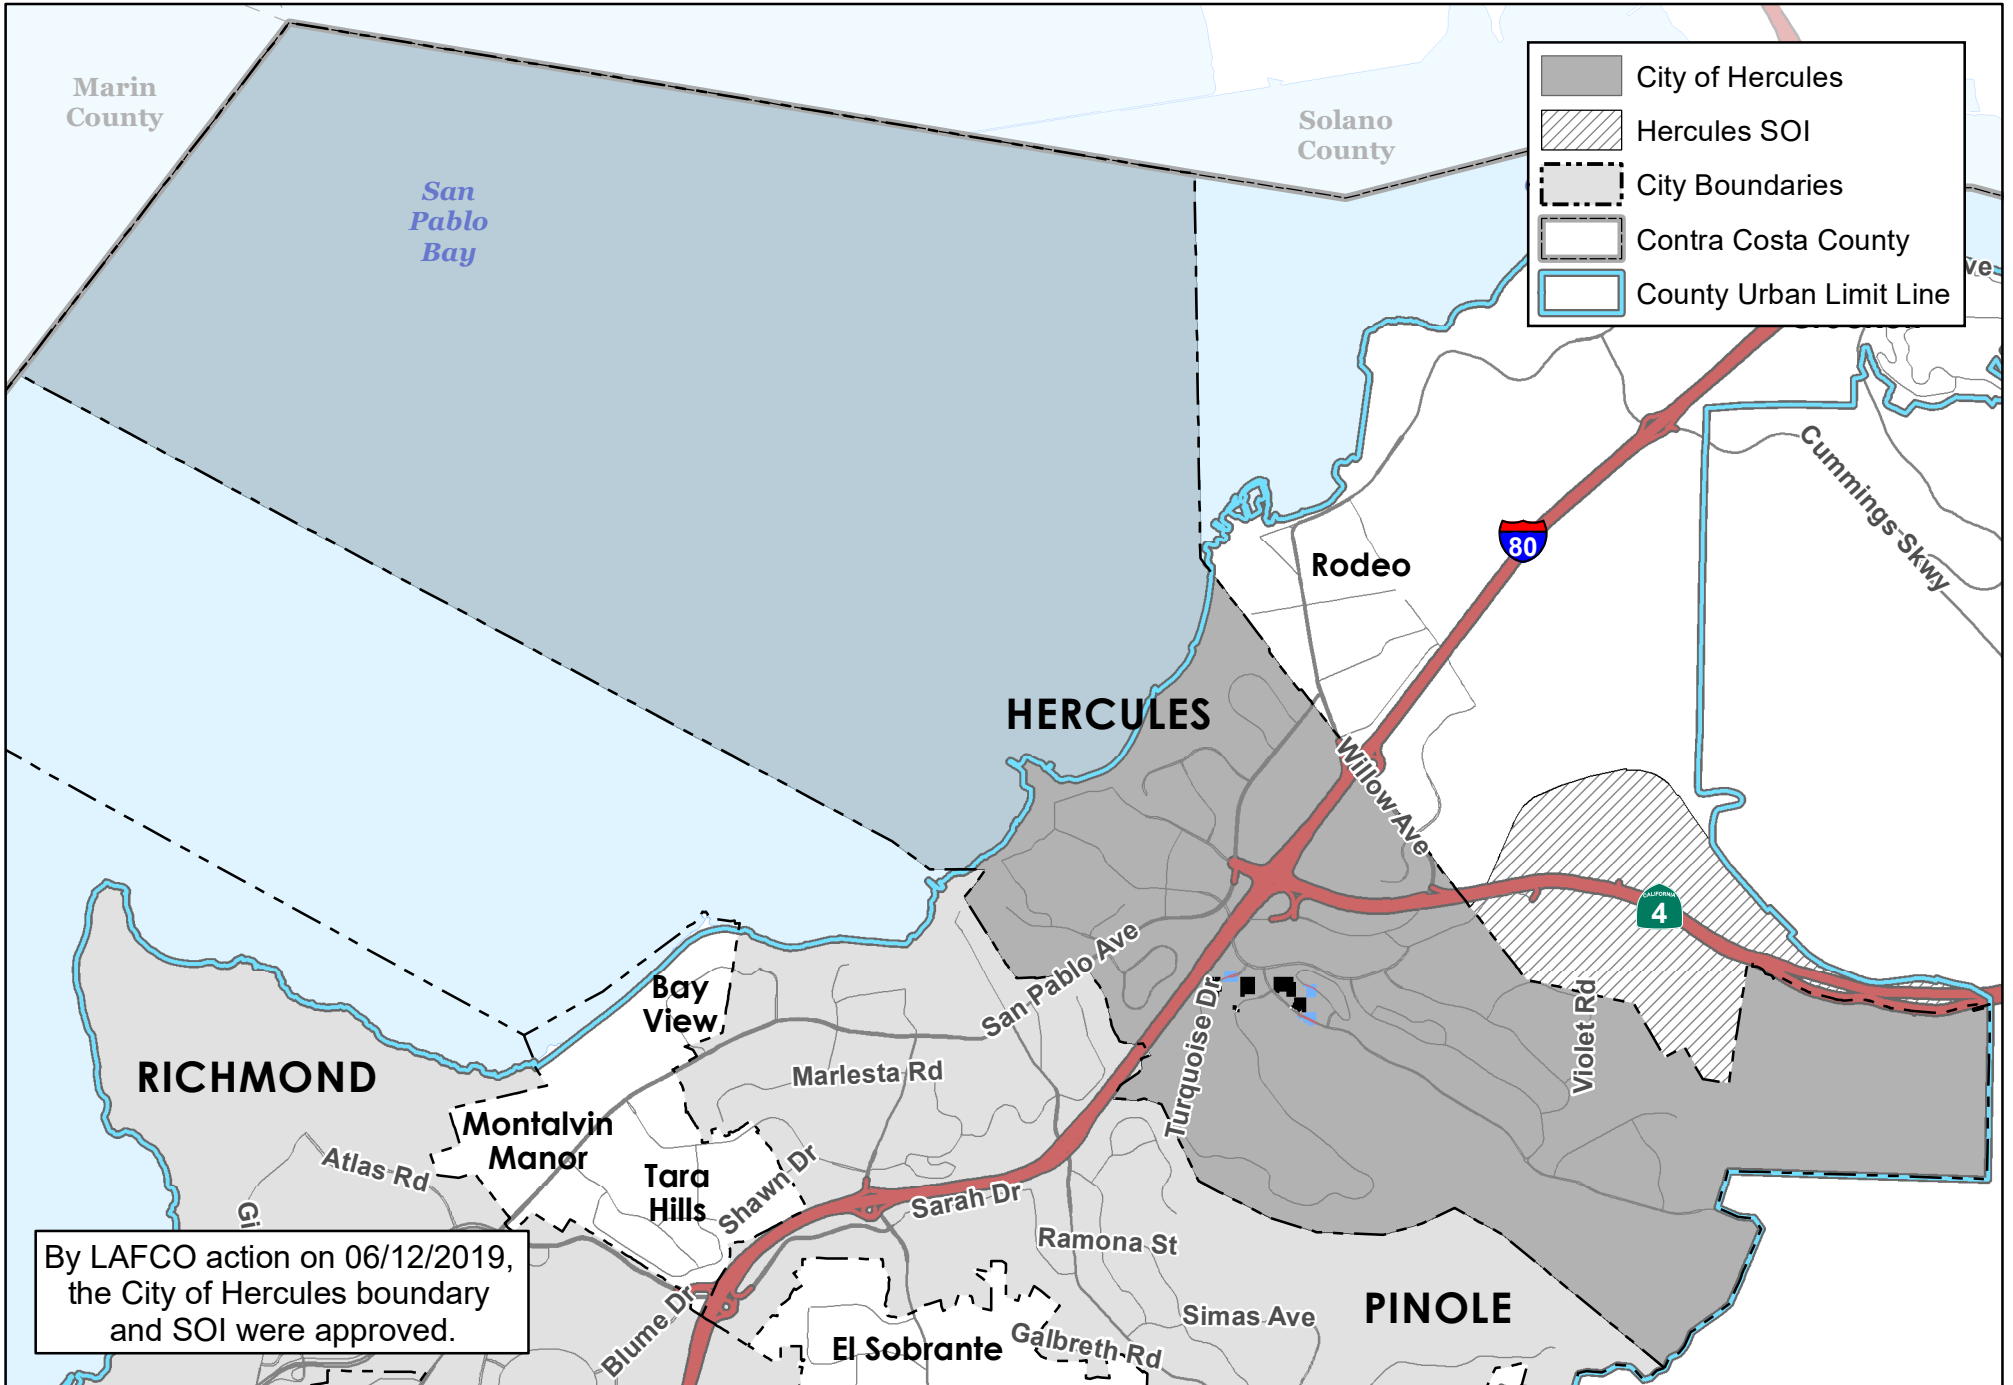 Marin
County
San
Pablo
Bay
Solano
County
City of Hercules
Hercules SOI
City Boundaries
Contra Costa County
County Urban Limit Line
Cummings Skwy
80
Rodeo
HERCULES
Willow Ave
CALIFORNIA
4
San Pablo Ave
Bay
View
Turquoise Dr
Violet Rd
RICHMOND
Marlesta Rd
Montalvin
Manor
Atlas Rd
Tara
Hills
Shawn Dr
Sarah Dr
Ramona St
By LAFCO action on 06/12/2019,
the City of Hercules boundary
and SOI were approved.
Blume Dr
El Sobrante
Galbreth Rd
Simas Ave
PINOLE